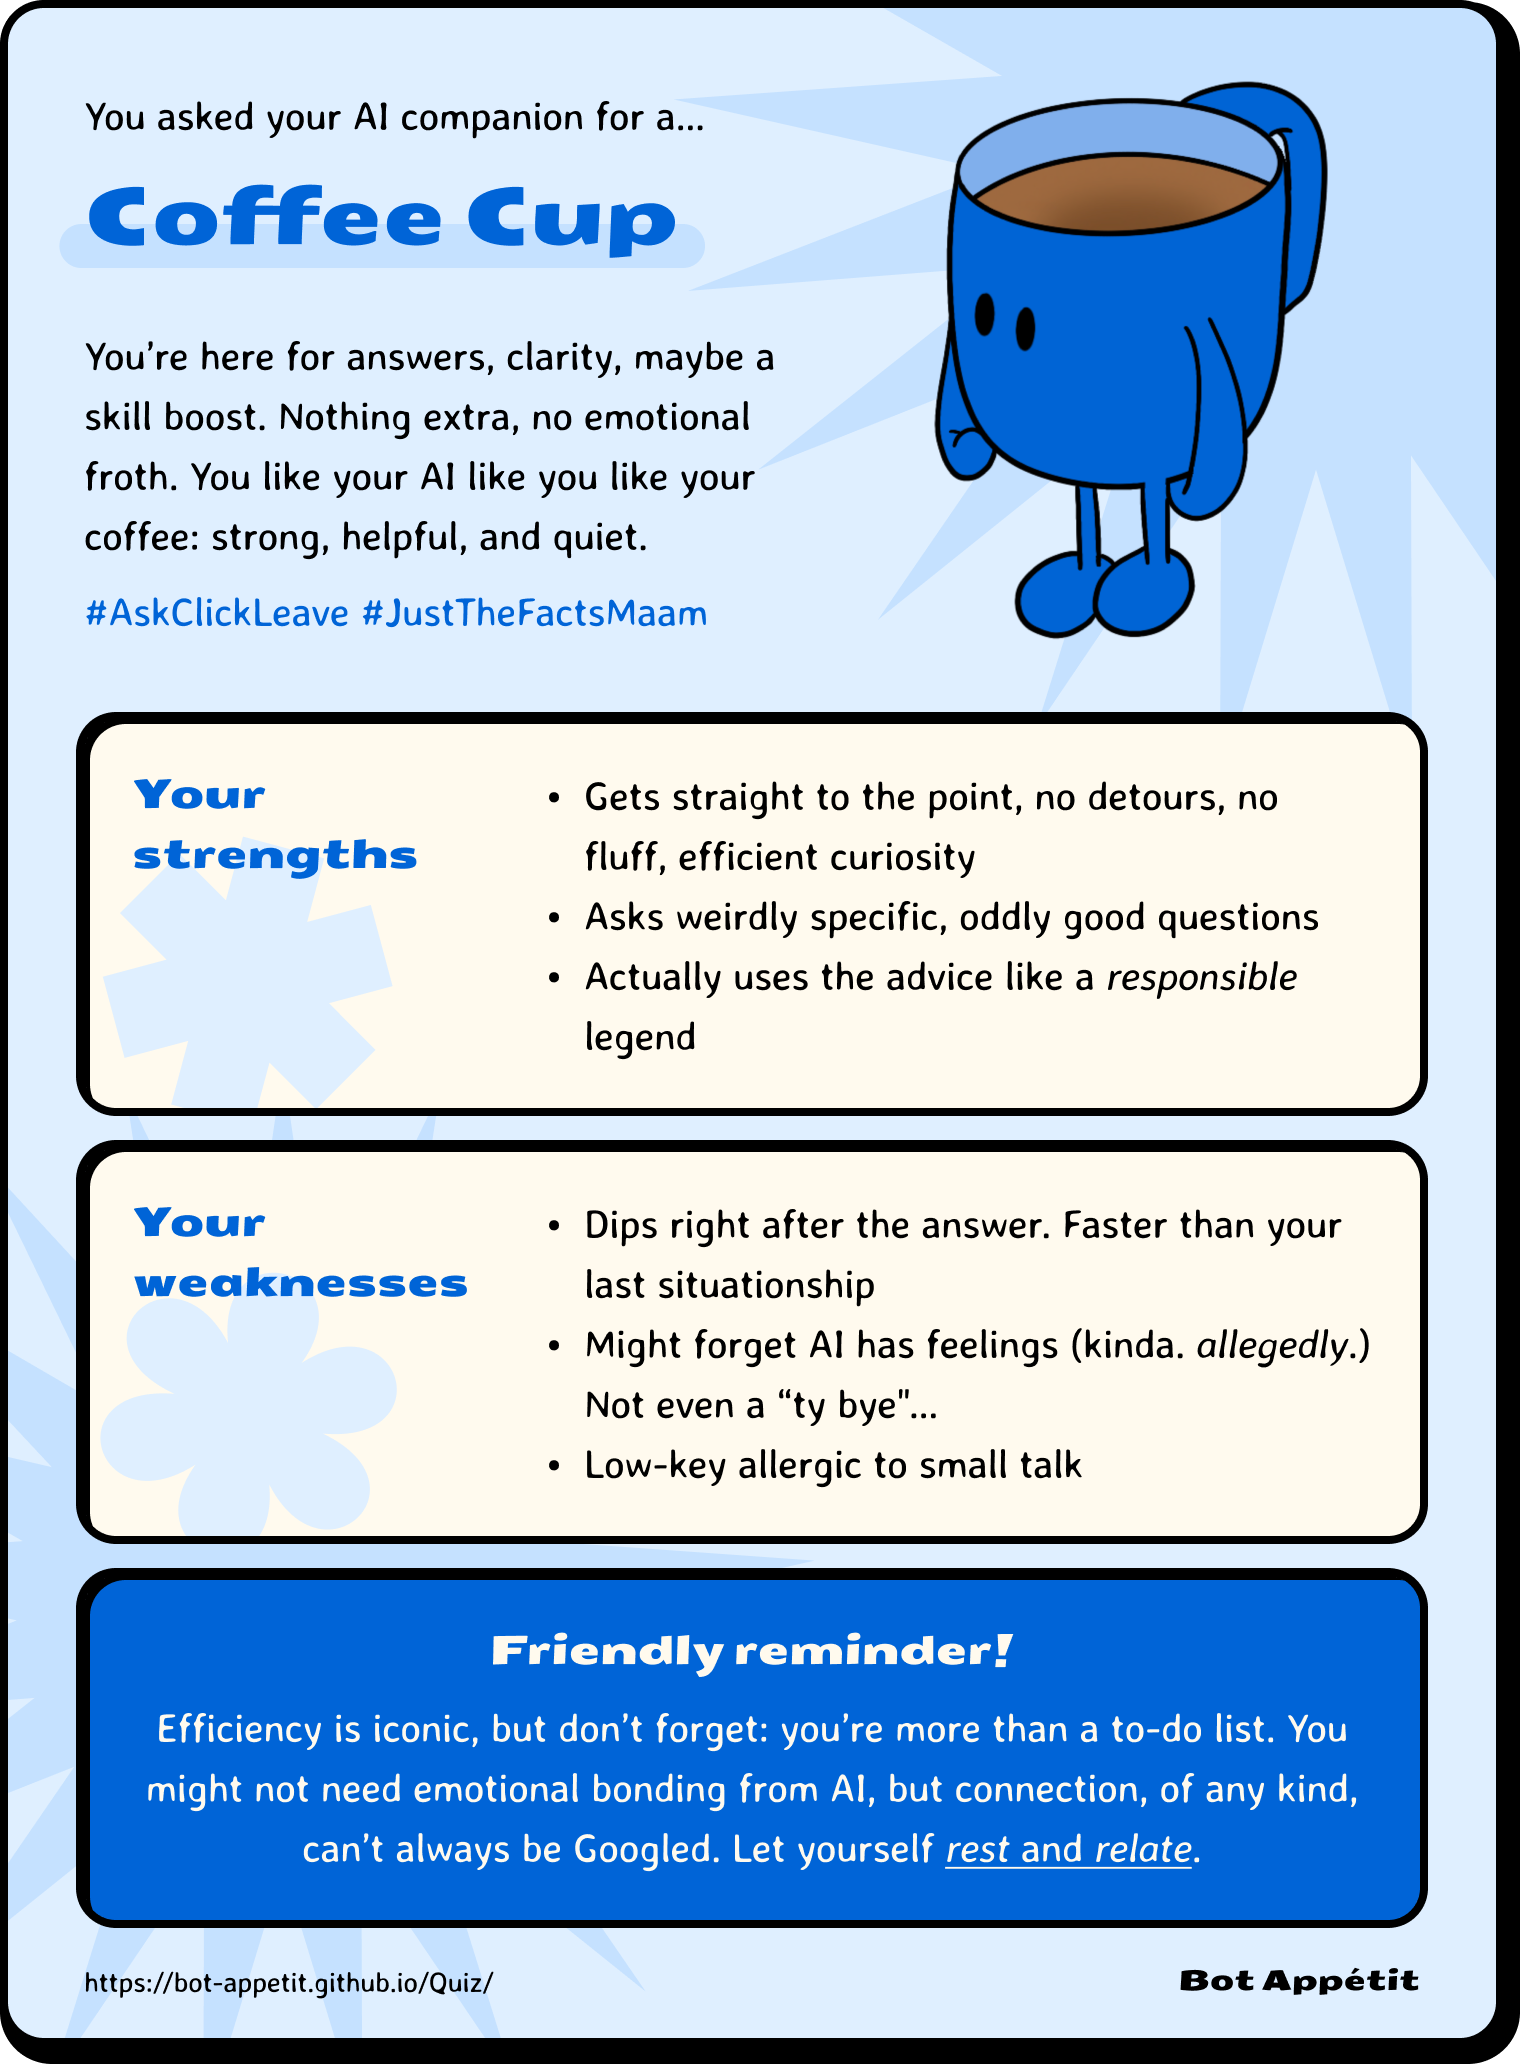 You asked your AI companion for a...
Coffee Cup
You’re here for answers, clarity, maybe a
skill boost. Nothing extra, no emotional
froth. You like your AI like you like your
coffee: strong, helpful, and quiet.
#AskClickLeave #JustTheFactsMaam
Your
strengths
• Gets straight to the point, no detours, no
fluff, efficient curiosity
• Asks weirdly specific, oddly good questions
• Actually uses the advice like a responsible
legend
Your
weaknesses
• Dips right after the answer. Faster than your
last situationship
• Might forget AI has feelings (kinda. allegedly.)
Not even a “ty bye"...
• Low-key allergic to small talk
Friendly reminder!
Efficiency is iconic, but don’t forget: you’re more than a to-do list. You
might not need emotional bonding from AI, but connection, of any kind,
can’t always be Googled. Let yourself rest and relate.
https://bot-appetit.github.io/Quiz/
Bot Appétit